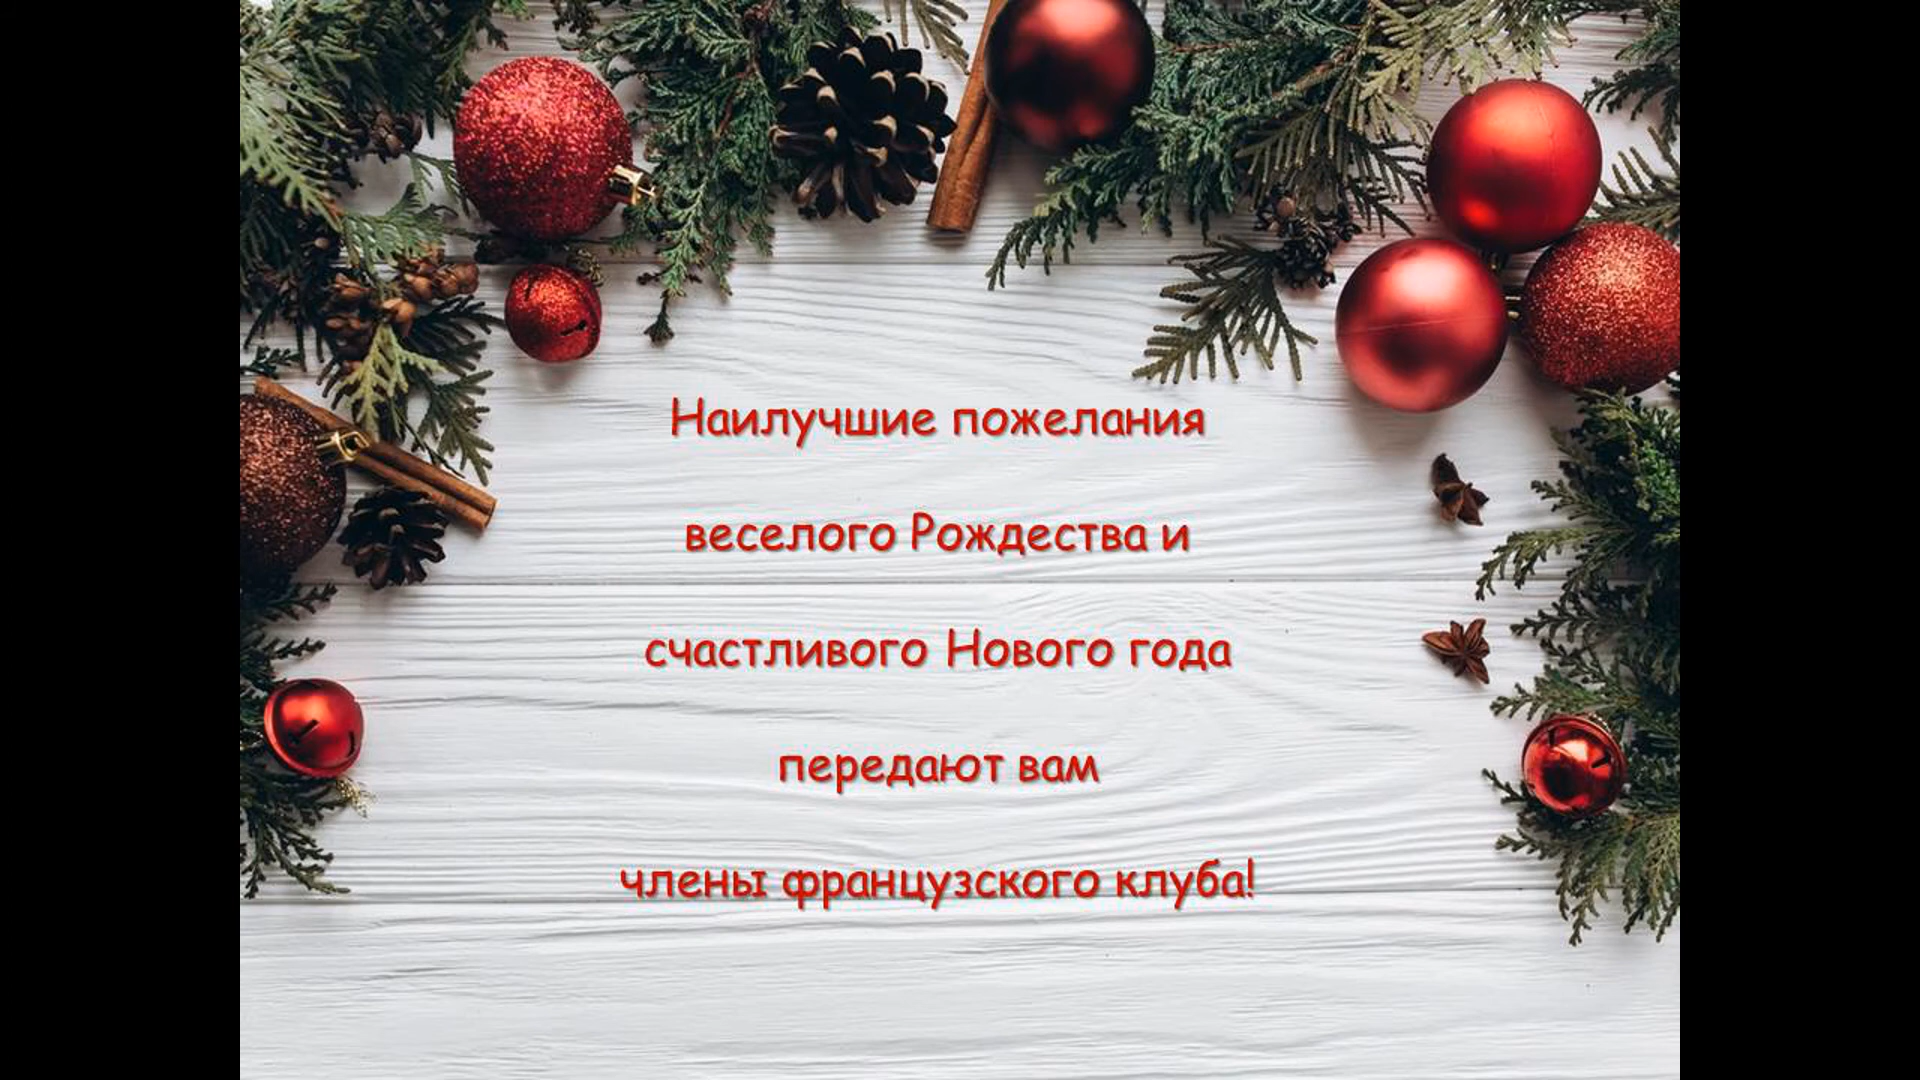 Наилучшие пожелания
веселого Рождества и
счастливого Нового года
передают вам
члены французского клуба!